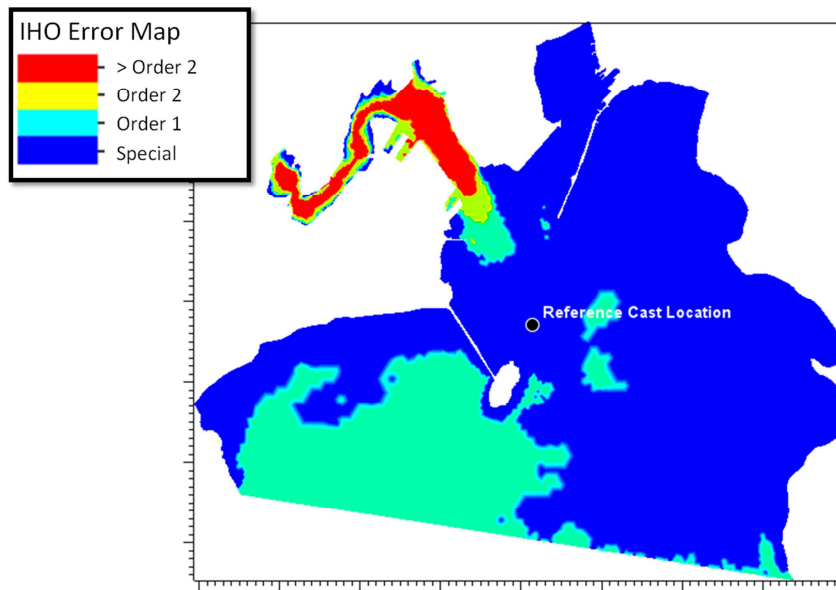 IHO Error Map
> Order 2
Order 2
Order 1
Special
Reference Cast Location